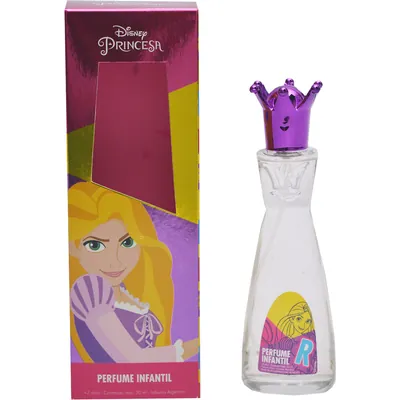 Disney
PRINCESA
PERFUME INFANTIL
PERFUME
INFANTIL
R